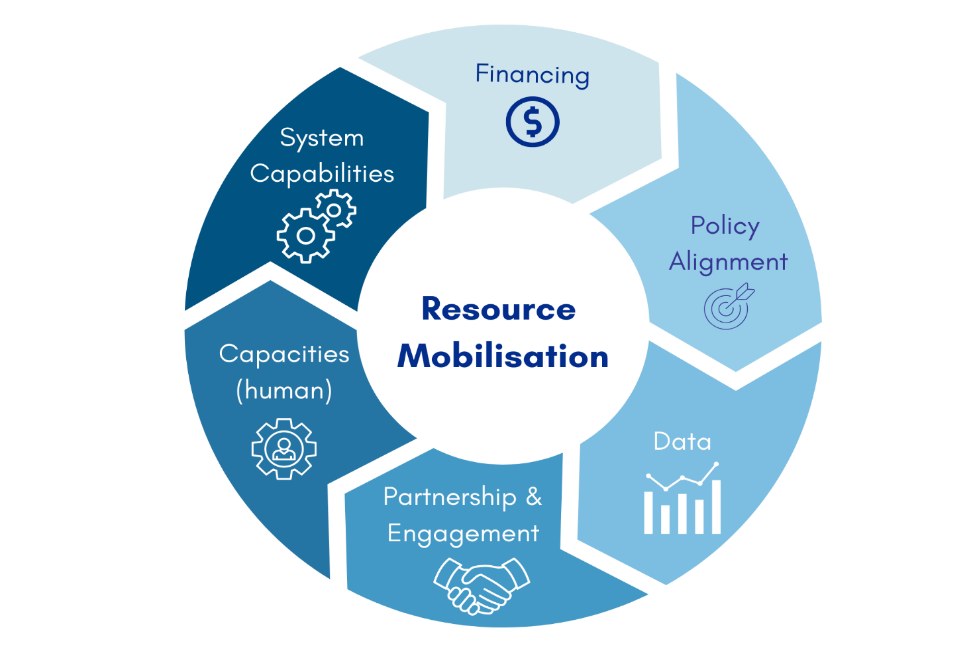 Financing
$
Policy
Alignment
Data
Partnership &
Engagement
Capacities
(human)
System
Capabilities
Resource
Mobilisation